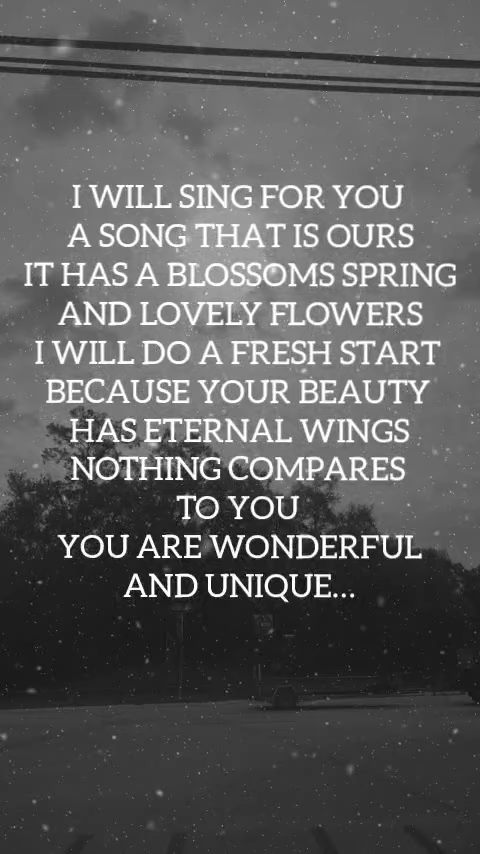 I WILL SING FOR YOU
A SONG THAT IS OURS
IT HAS A BLOSSOMS SPRING
AND LOVELY FLOWERS
I WILL DO A FRESH START
BECAUSE YOUR BEAUTY
HAS ETERNAL WINGS
NOTHING COMPARES
TO YOU
YOU ARE WONDERFUL
AND UNIQUE...